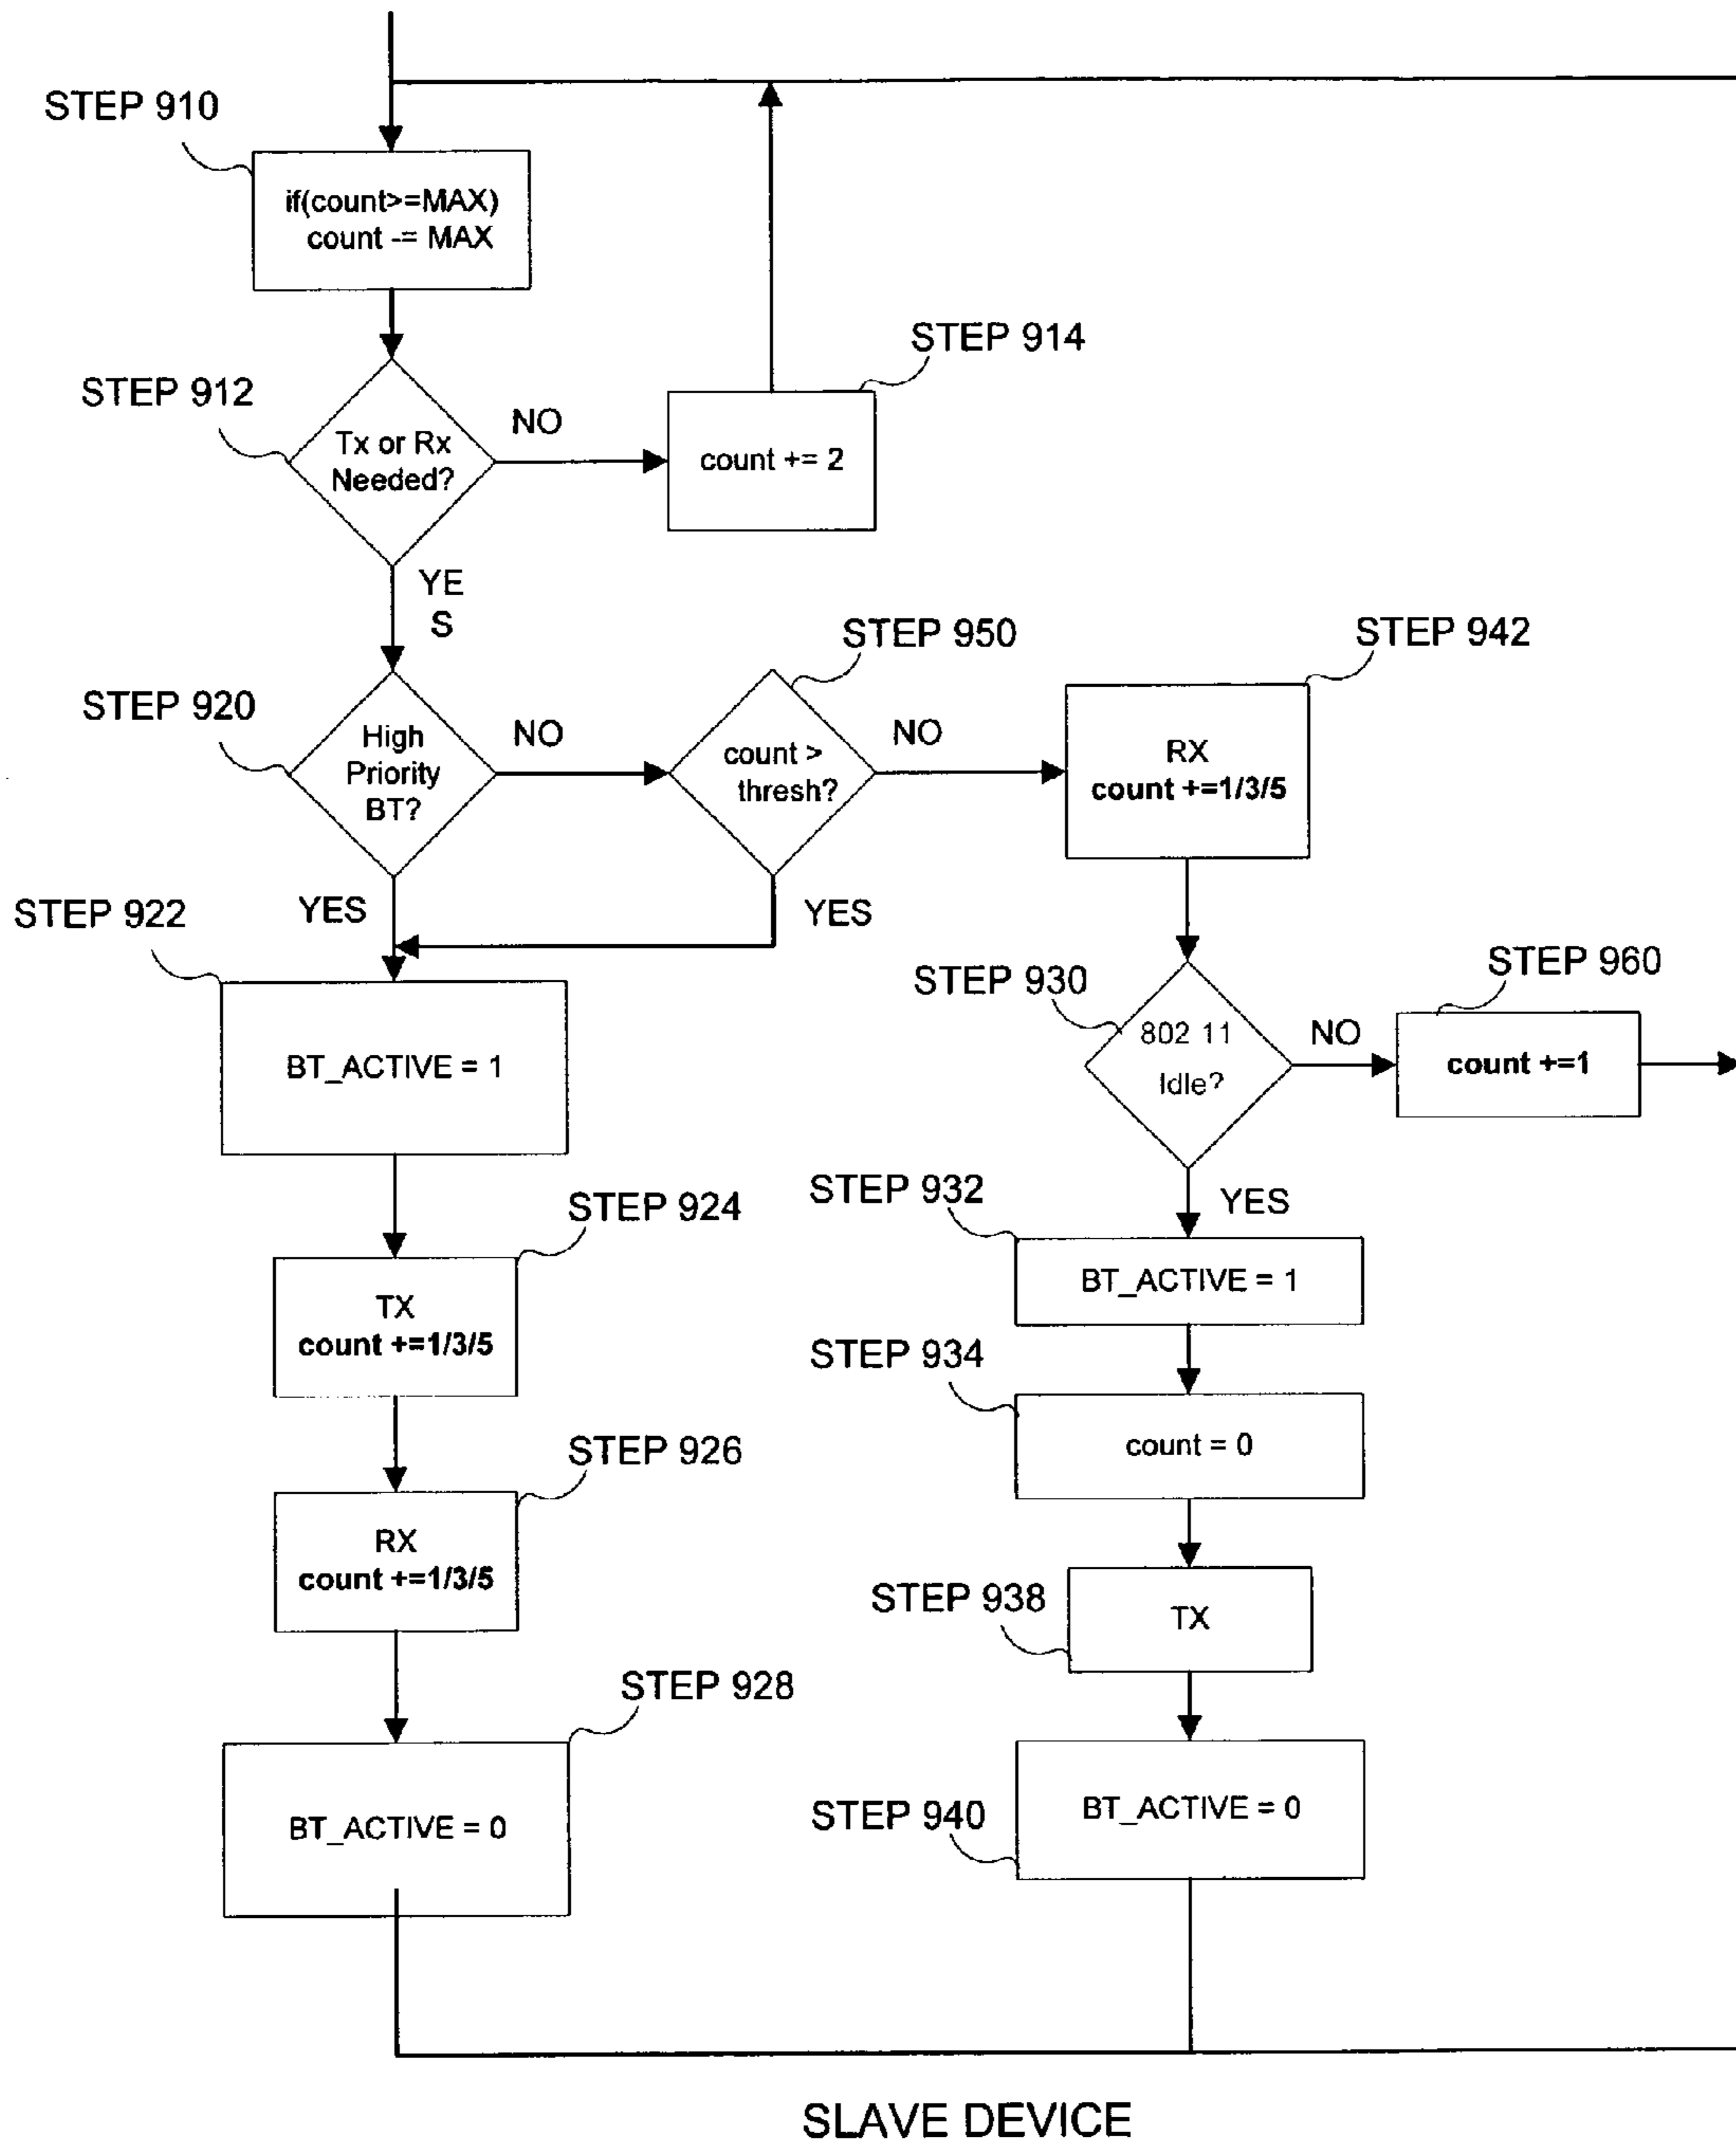 STEP 910
if(count>=MAX)
count -= MAX
STEP 914
STEP 912
Tx or Rx
Needed?
NO
count += 2
YE
S
STEP 950
STEP 942
STEP 920
High
Priority
BT?
NO
count >
thresh?
NO
RX
count +=1/3/5
YES
YES
STEP 922
STEP 930
802 11
Idle?
NO
STEP 960
count +=1
BT_ACTIVE = 1
STEP 932
YES
BT_ACTIVE = 1
STEP 924
TX
count +=1/3/5
STEP 934
count = 0
STEP 926
RX
count +=1/3/5
STEP 938
TX
STEP 928
BT_ACTIVE = 0
STEP 940
BT_ACTIVE = 0
SLAVE DEVICE